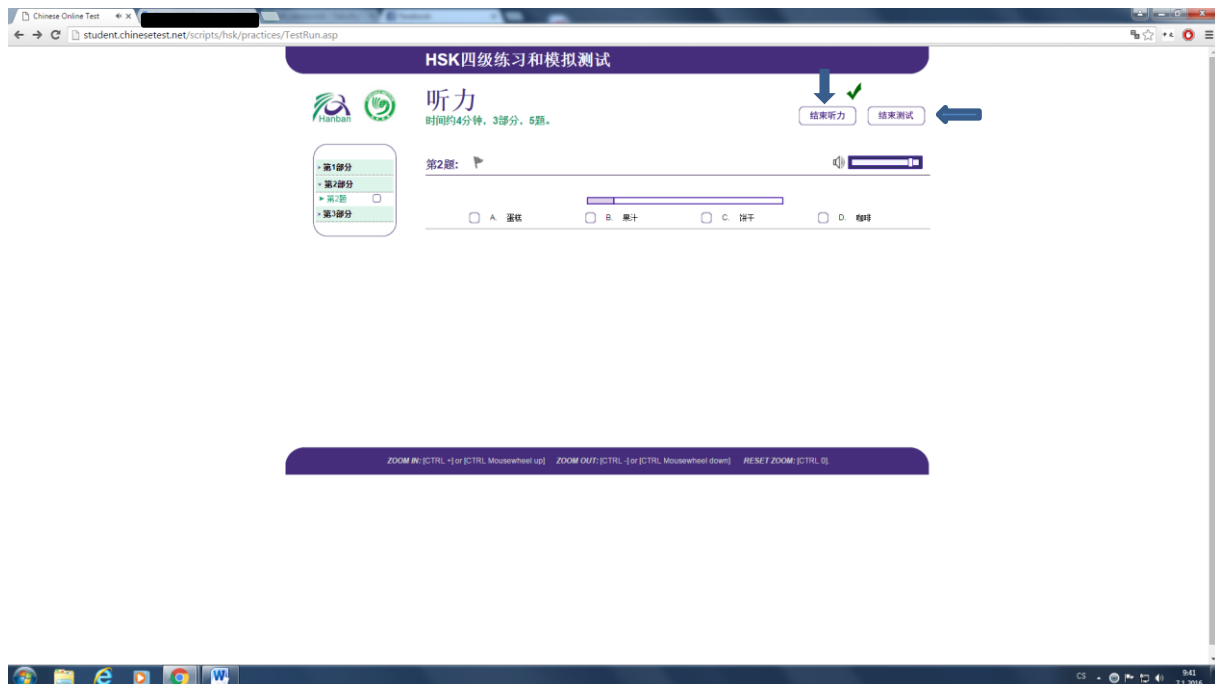 Chinese Online Test
student.chinesetest.net/scripts/hsk/practices/TestRun.asp
HSK四级练习和模拟测试
Hanban
听力
时间约4分钟，3部分，5题。
结束听力
结束测试
第1部分
第2部分
第2题
第3部分
第2题：
A. 蛋糕
B. 果汁
C. 饼干
D. 咖啡
ZOOM IN: [CTRL +] or [CTRL Mousewheel up] ZOOM OUT: [CTRL -] or [CTRL Mousewheel down] RESET ZOOM: [CTRL 0].
CS
9:41
7.1.2016